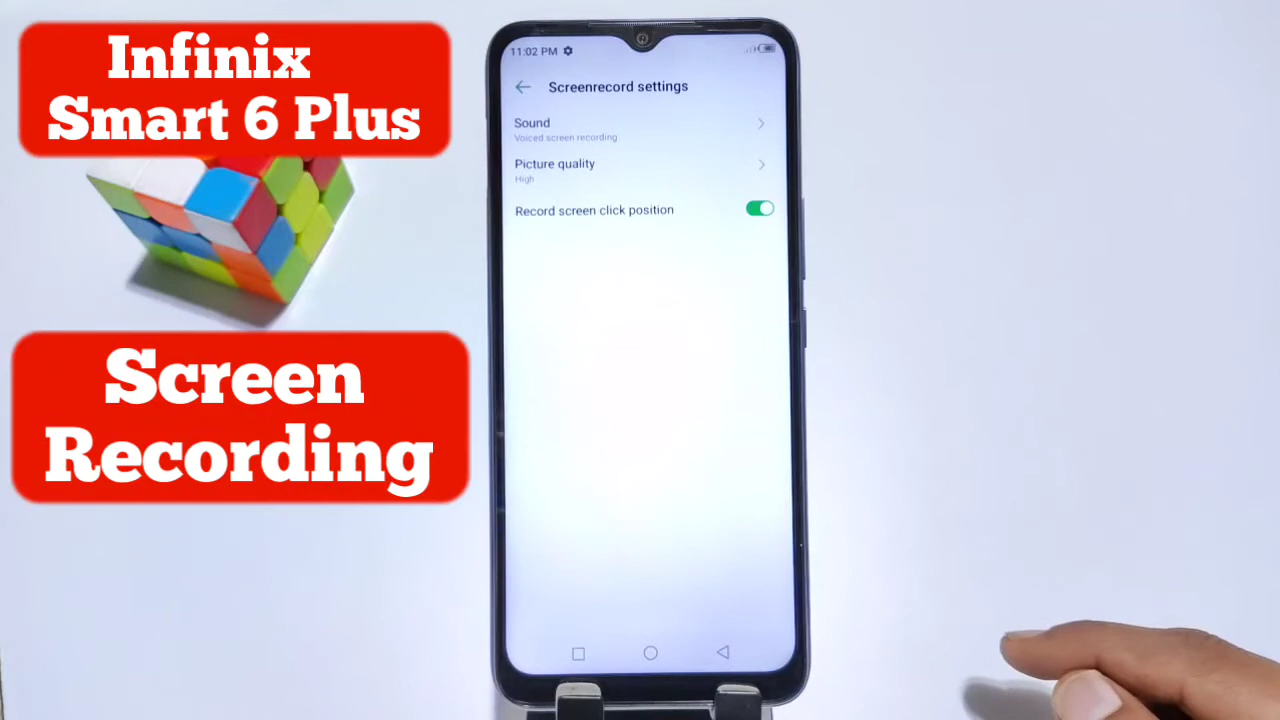 Infinix
Smart 6 Plus
Screen
Recording
11:02 PM
Screenrecord settings
Sound
Voiced screen recording
Picture quality
High
Record screen click position